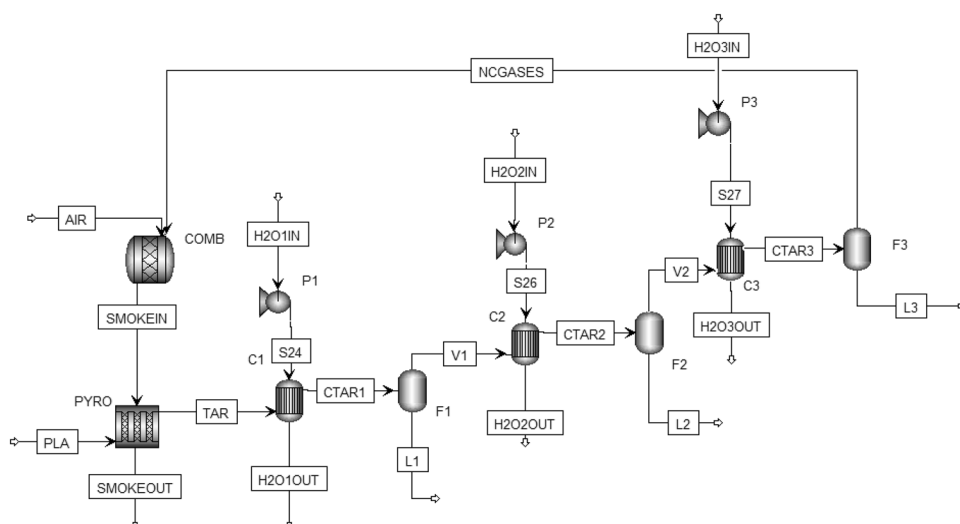 H2O3IN
NCGASES
P3
H2O2IN
S27
AIR
COMB
H2O1IN
P2
CTAR3
F3
V2
S26
P1
C3
SMOKEIN
C2
CTAR2
L3
H2O3OUT
C1
S24
V1
F2
CTAR1
PYRO
TAR
F1
H2O2OUT
L2
PLA
L1
SMOKEOUT
H2O1OUT